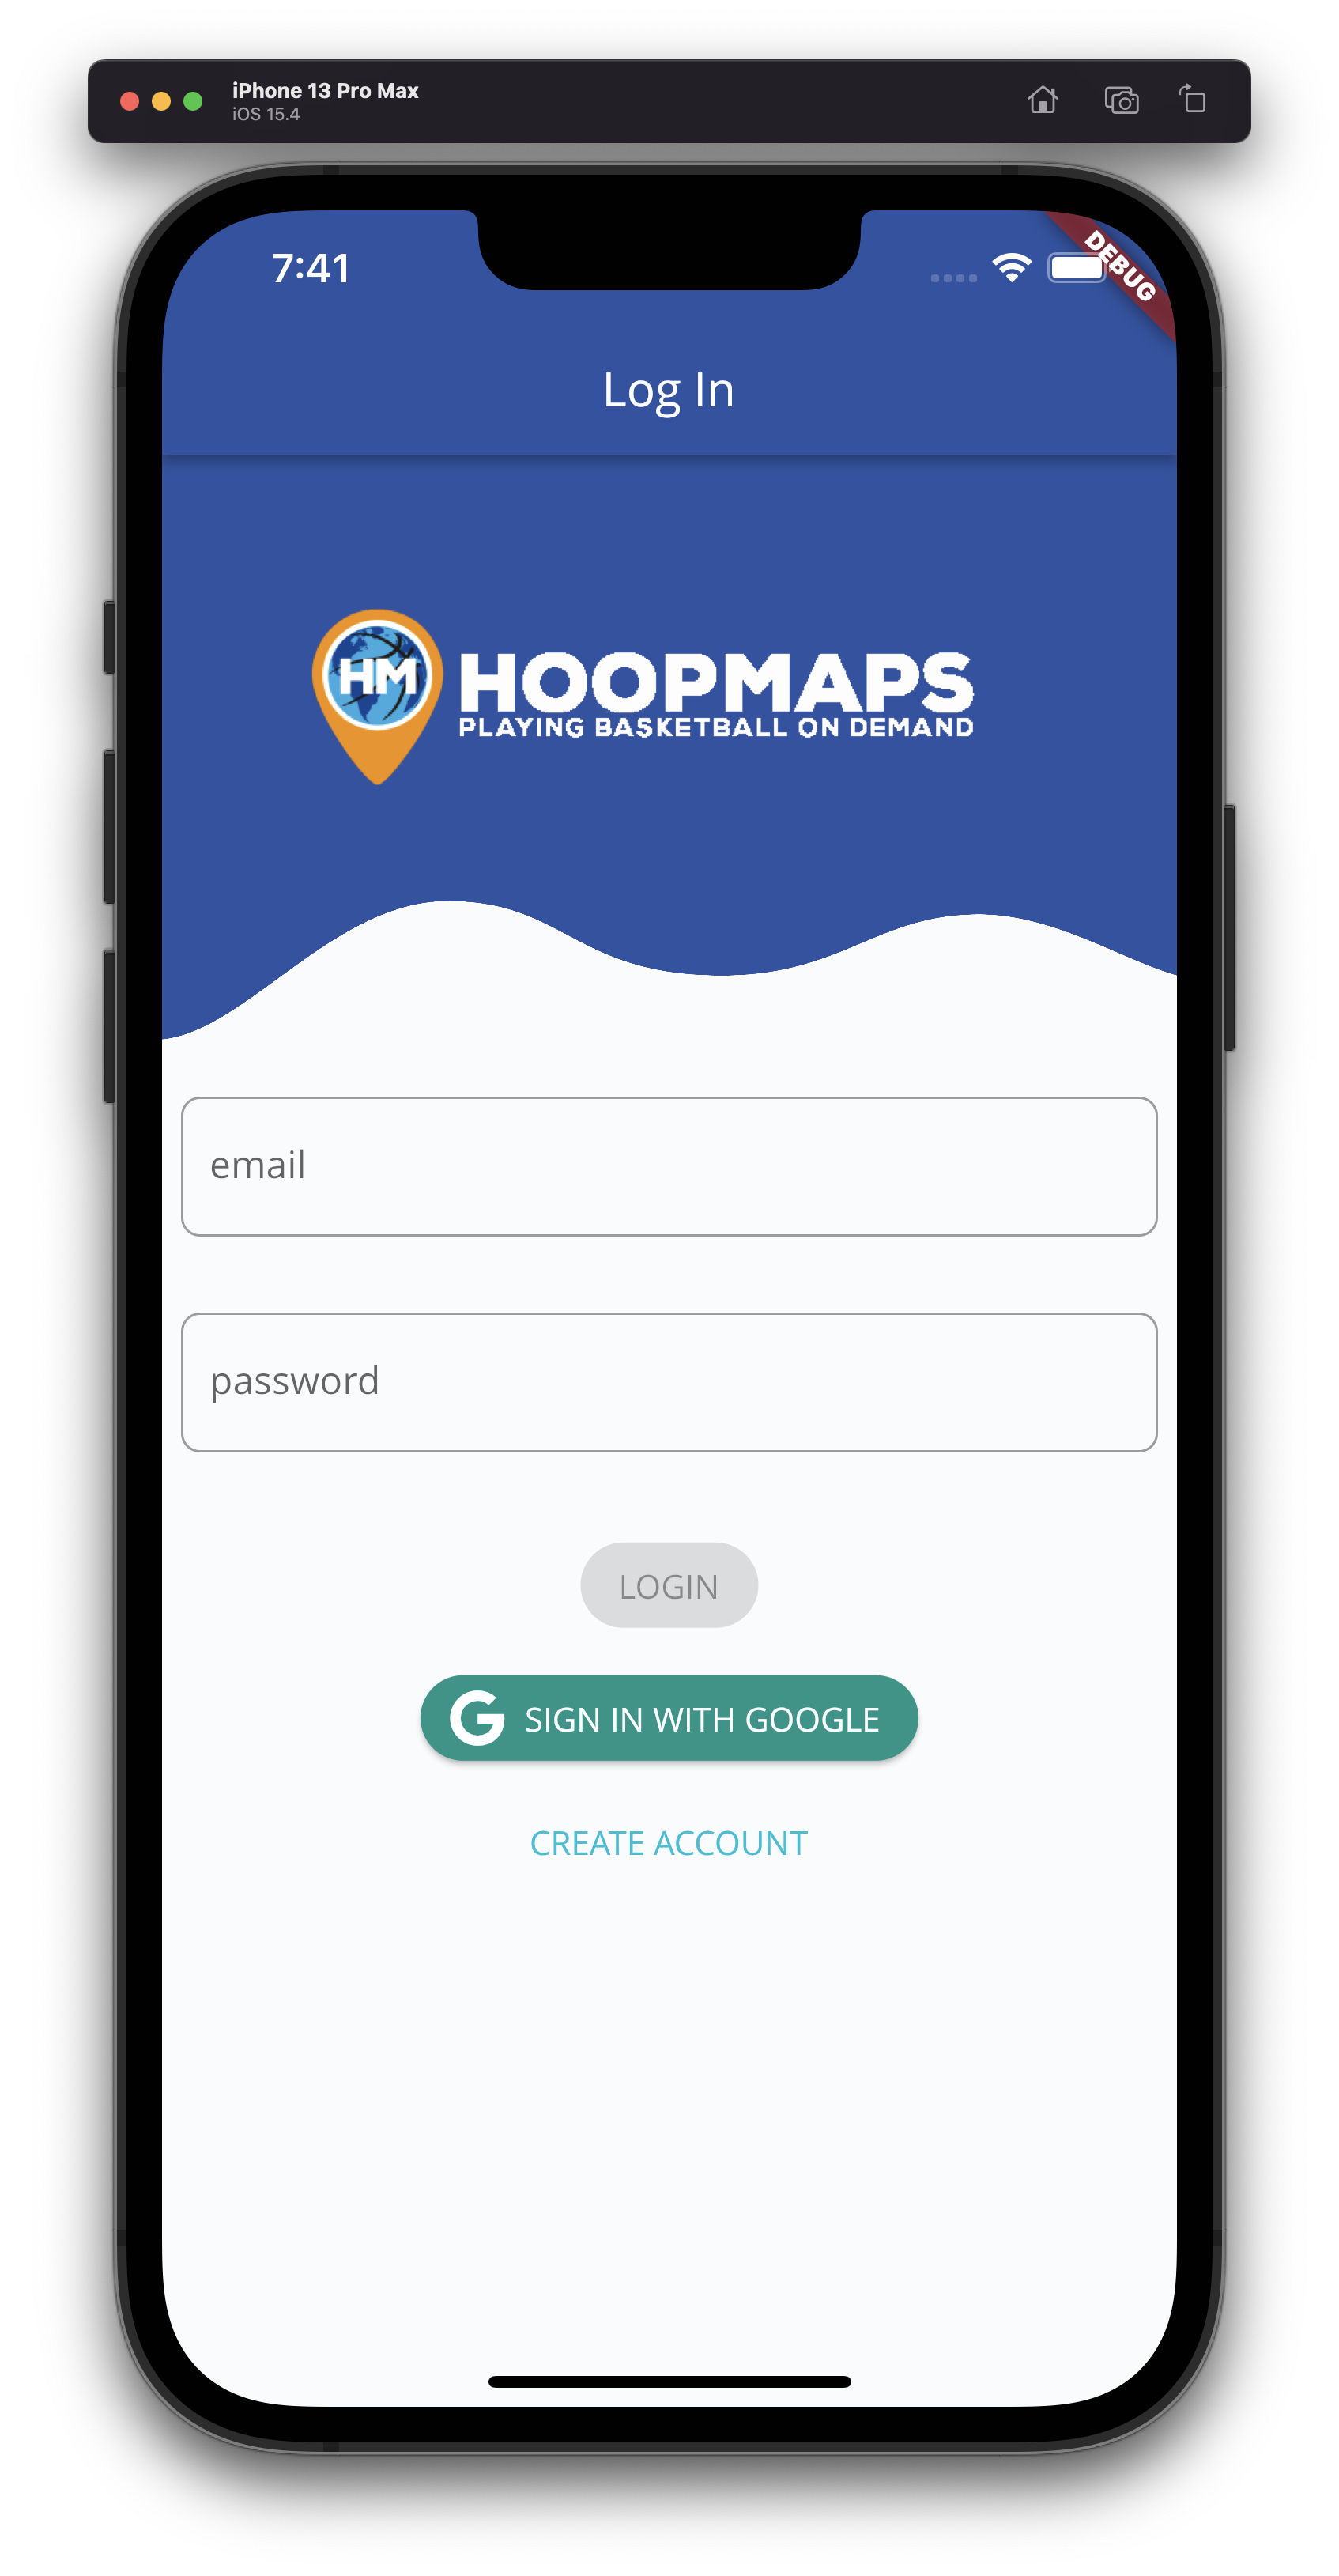 iPhone 13 Pro Max
iOS 15.4
7:41
DEBUG
Log In
HM
HOOPMAPS
PLAYING BASKETBALL ON DEMAND
email
password
LOGIN
G SIGN IN WITH GOOGLE
CREATE ACCOUNT